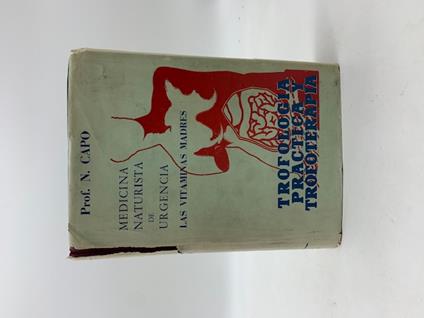 Prof. N. CAPO
MEDICINA
NATURISTA
DE
URGENCIA
LAS VITAMINAS MADRES
TROFOLOGIA
PRACTICA Y
TROFOTERAPIA